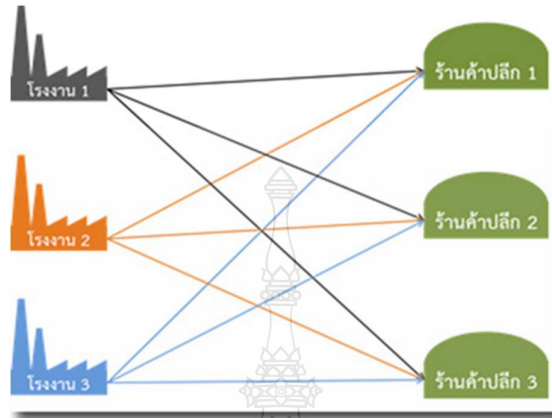 โรงงาน 1
ร้านค้าปลีก 1
โรงงาน 2
ร้านค้าปลีก 2
โรงงาน 3
ร้านค้าปลีก 3